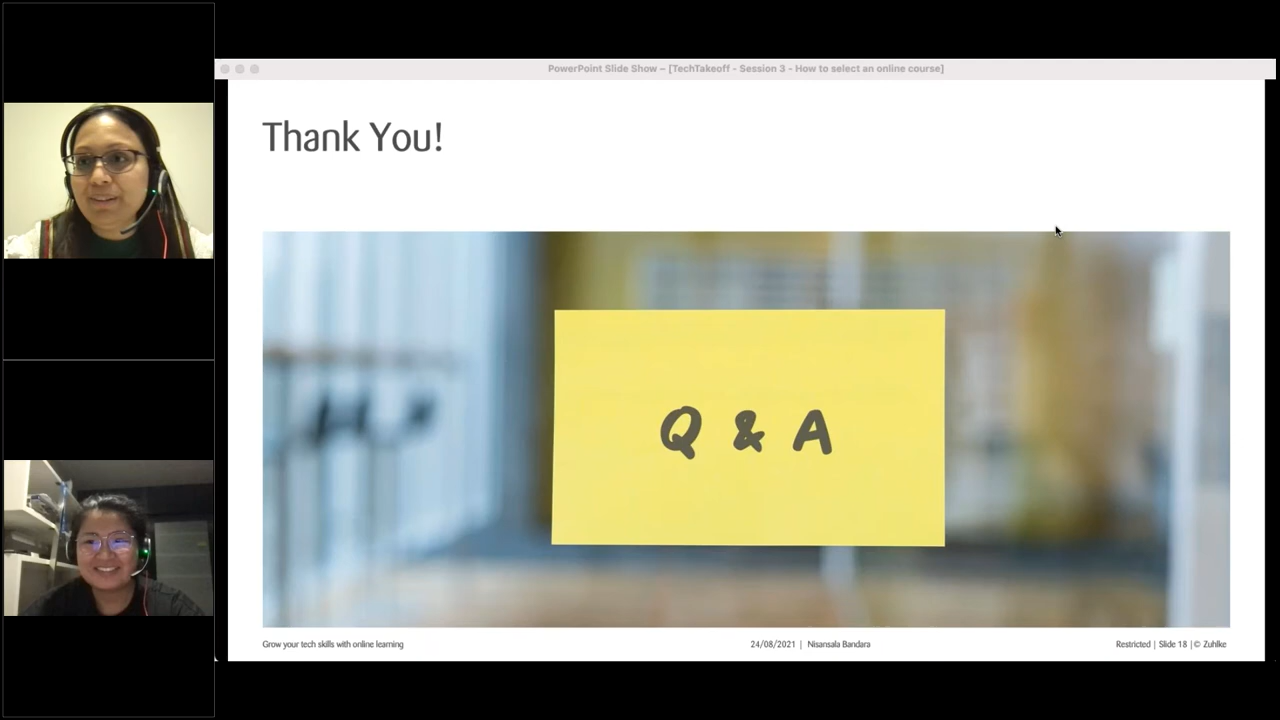 PowerPoint Slide Show – [TechTakeoff - Session 3 - How to select an online course]
Thank You!
Q & A
Grow your tech skills with online learning
24/08/2021 | Nisansala Bandara
Restricted | Slide 18 | © Zuhlke